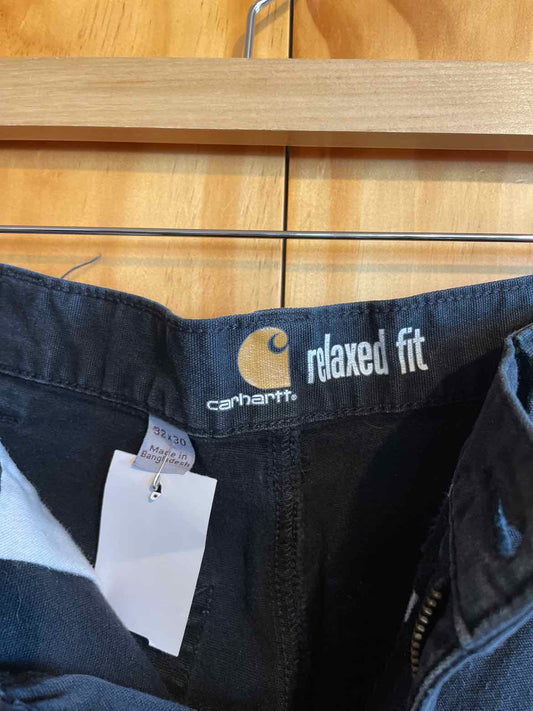 carhartt®
relaxed fit
32x30
Made in
Bangladesh